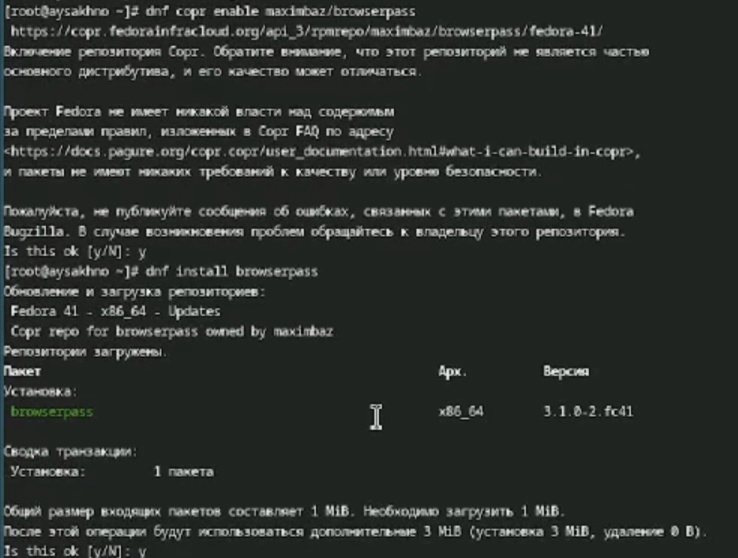 [root@aysakhno ~]# dnf copr enable maximbaz/browserpass
https://copr.fedorainfracloud.org/api_3/rpmrepo/maximbaz/browserpass/fedora-41/
Включение репозитория Copr. Обратите внимание, что этот репозиторий не является частью
основного дистрибутива, и его качество может отличаться.
Проект Fedora не имеет никакой власти над содержимым
за пределами правил, изложенных в Copr FAQ по адресу
<https://docs.pagure.org/copr.copr/user_documentation.html#what-i-can-build-in-copr>,
и пакеты не имеют никаких требований к качеству или уровню безопасности.
Пожалуйста, не публикуйте сообщения об ошибках, связанных с этими пакетами, в Fedora
Bugzilla. В случае возникновения проблем обращайтесь к владельцу этого репозитория.
Is this ok [y/N]: y
[root@aysakhno ~]# dnf install browserpass
Обновление и загрузка репозиториев:
Fedora 41 - x86_64 - Updates
Copr repo for browserpass owned by maximbaz
Репозитории загружены.
Пакет Арх. Версия
Установка:
browserpass x86_64 3.1.0-2.fc41
Сводка транзакции:
Установка: 1 пакета
Общий размер входящих пакетов составляет 1 MiB. Необходимо загрузить 1 MiB.
После этой операции будут использоваться дополнительные 3 MiB (установка 3 MiB, удаление 0 B).
Is this ok [y/N]: y